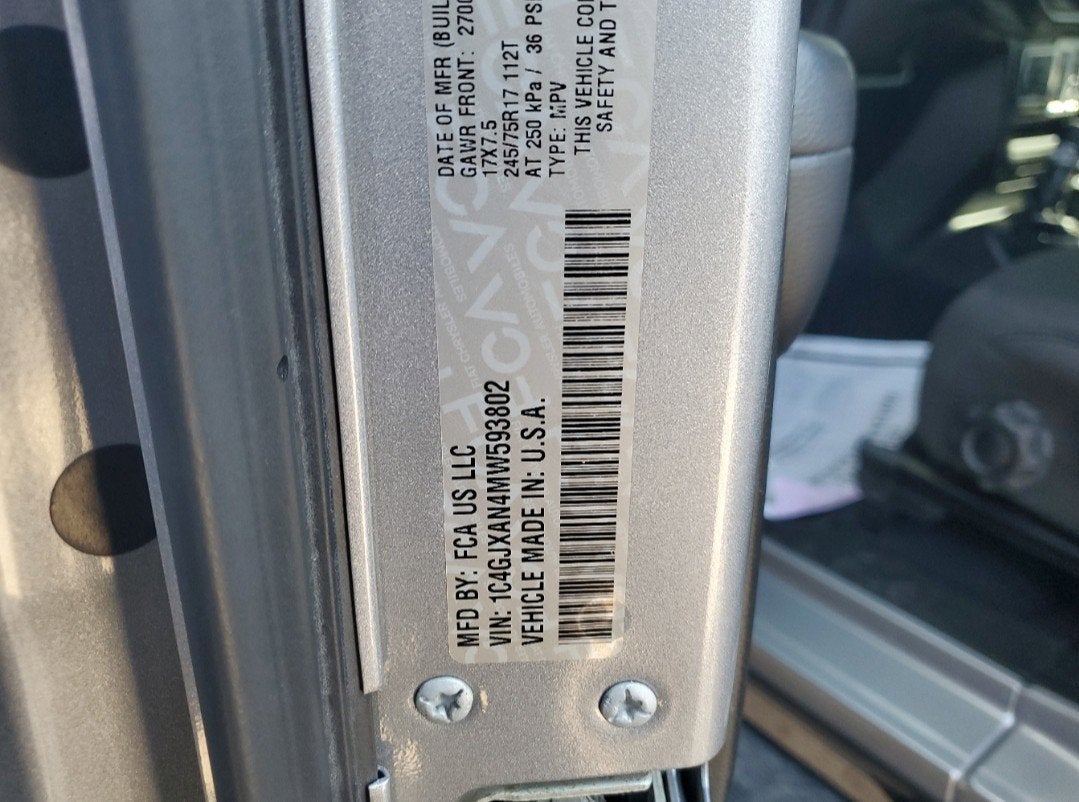 MFD BY: FCA US LLC
VIN: 1C4GJXAN4MW593802
VEHICLE MADE IN: U.S.A.
DATE OF MFR (BUIL
GAWR FRONT: 2700
17X7.5
245/75R17 112T
AT 250 kPa / 36 PS
TYPE: MPV
THIS VEHICLE CO
SAFETY AND T